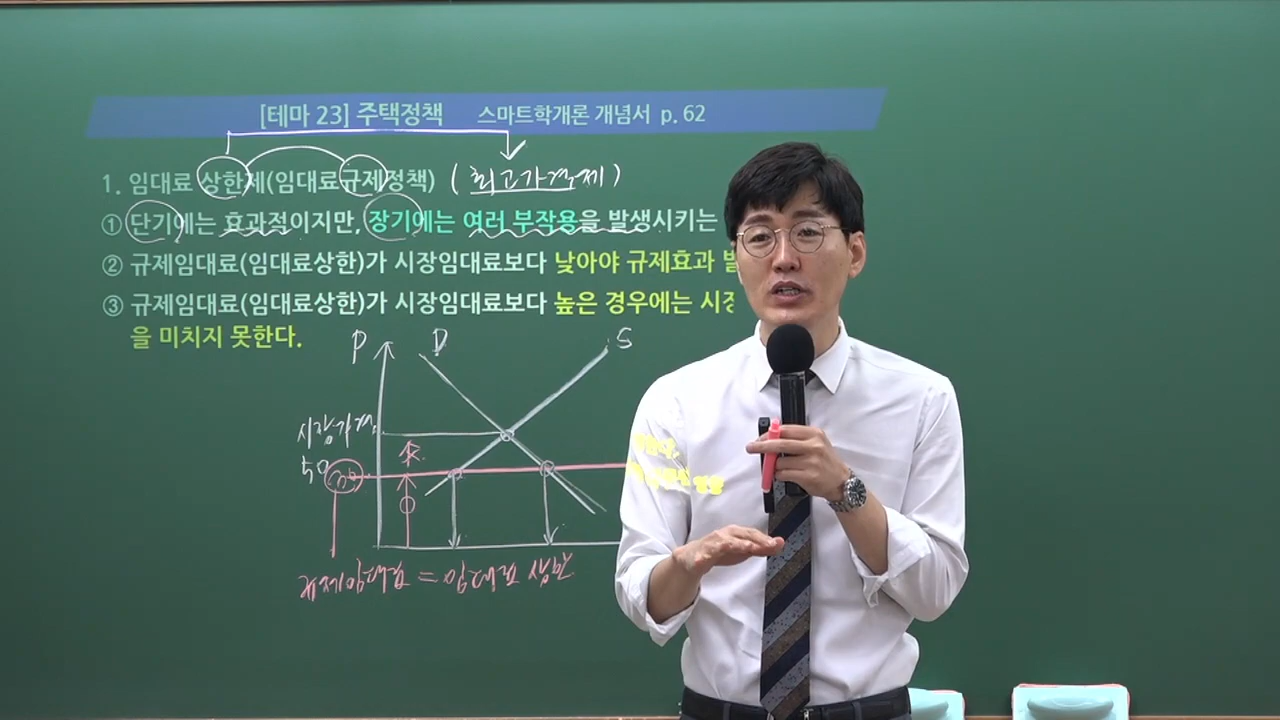 [테마 23] 주택정책 스마트학개론 개념서 p. 62
1. 임대료 상한제(임대료규제정책) (최고가격제)
① 단기에는 효과적이지만, 장기에는 여러 부작용을 발생시키는
② 규제임대료(임대료상한)가 시장임대료보다 낮아야 규제효과
③ 규제임대료(임대료상한)가 시장임대료보다 높은 경우에는 시장
을 미치지 못한다.
P D S
시장가격
50
규제임대료 = 임대료 상한